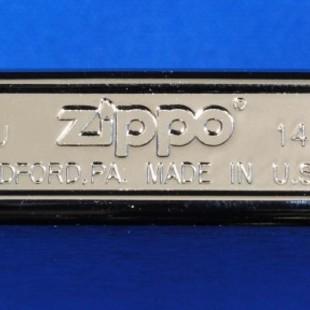 J zippo® 14
DFORD,PA. MADE IN U.S